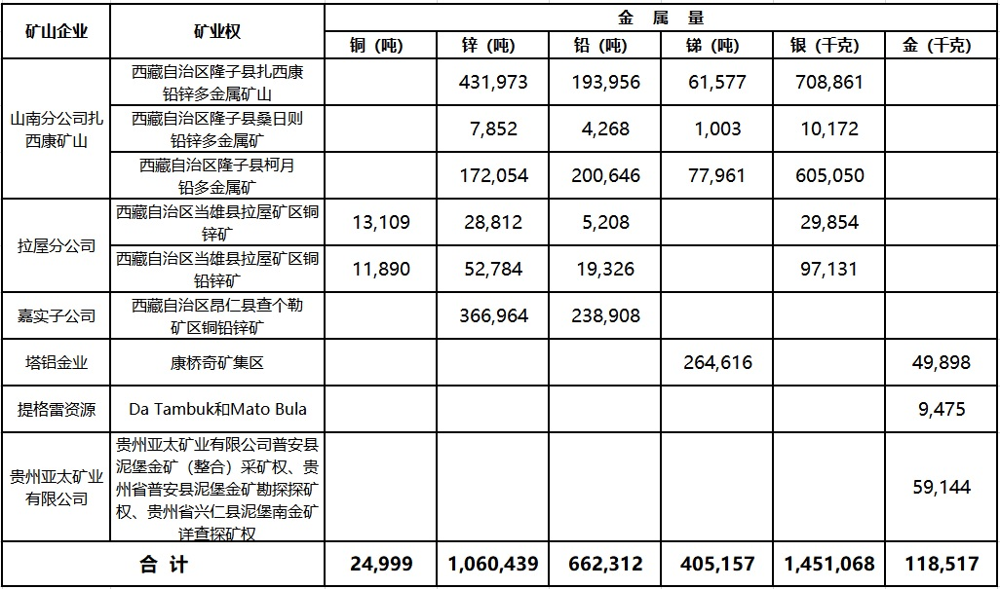 矿山企业 矿业权 金 属 量
铜（吨） 锌（吨） 铅（吨） 锑（吨） 银（千克） 金（千克）
山南分公司扎
西康矿山
西藏自治区隆子县扎西康
铅锌多金属矿山
431,973 193,956 61,577 708,861
西藏自治区隆子县桑日则
铅锌多金属矿
7,852 4,268 1,003 10,172
西藏自治区隆子县柯月
铅多金属矿
172,054 200,646 77,961 605,050
拉屋分公司
西藏自治区当雄县拉屋矿区铜
锌矿
13,109 28,812 5,208 29,854
西藏自治区当雄县拉屋矿区铜
铅锌矿
11,890 52,784 19,326 97,131
嘉实子公司
西藏自治区昂仁县查个勒
矿区铜铅锌矿
366,964 238,908
塔铝金业 康桥奇矿集区 264,616 49,898
提格雷资源 Da Tambuk和Mato Bula 9,475
贵州亚太矿业
有限公司
贵州亚太矿业有限公司普安县
泥堡金矿（整合）采矿权、贵
州省普安县泥堡金矿勘探探矿
权、贵州省兴仁县泥堡南金矿
详查探矿权
59,144
合 计 24,999 1,060,439 662,312 405,157 1,451,068 118,517